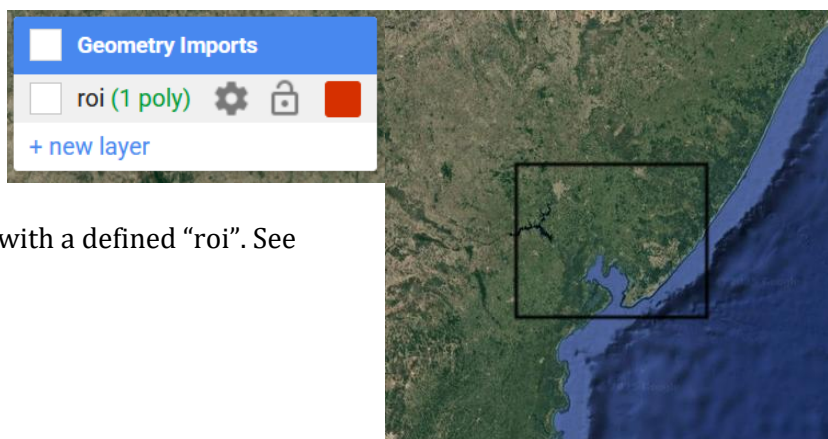 Geometry Imports
roi (1 poly)
+ new layer
with a defined “roi”. See